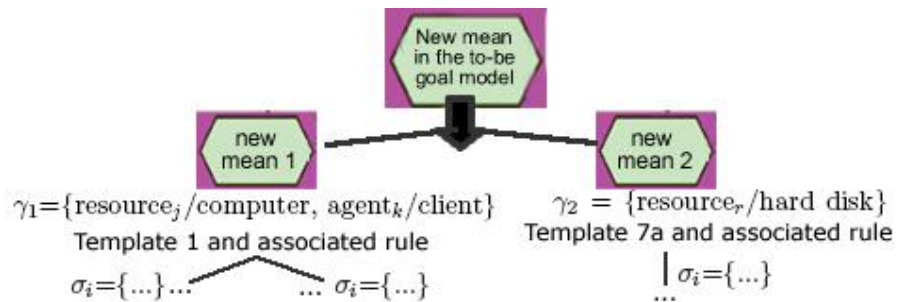 New mean
in fhe to-be
goal model
new
mean 1
new
mean 2
γ₁={resourceⱼ/computer, agentₖ/client}
γ₂ = {resourceᵣ/hard disk}
Template 1 and associated rule
Template 7a and associated rule
σᵢ={...}...
... σᵢ={...}
σᵢ={...}
...